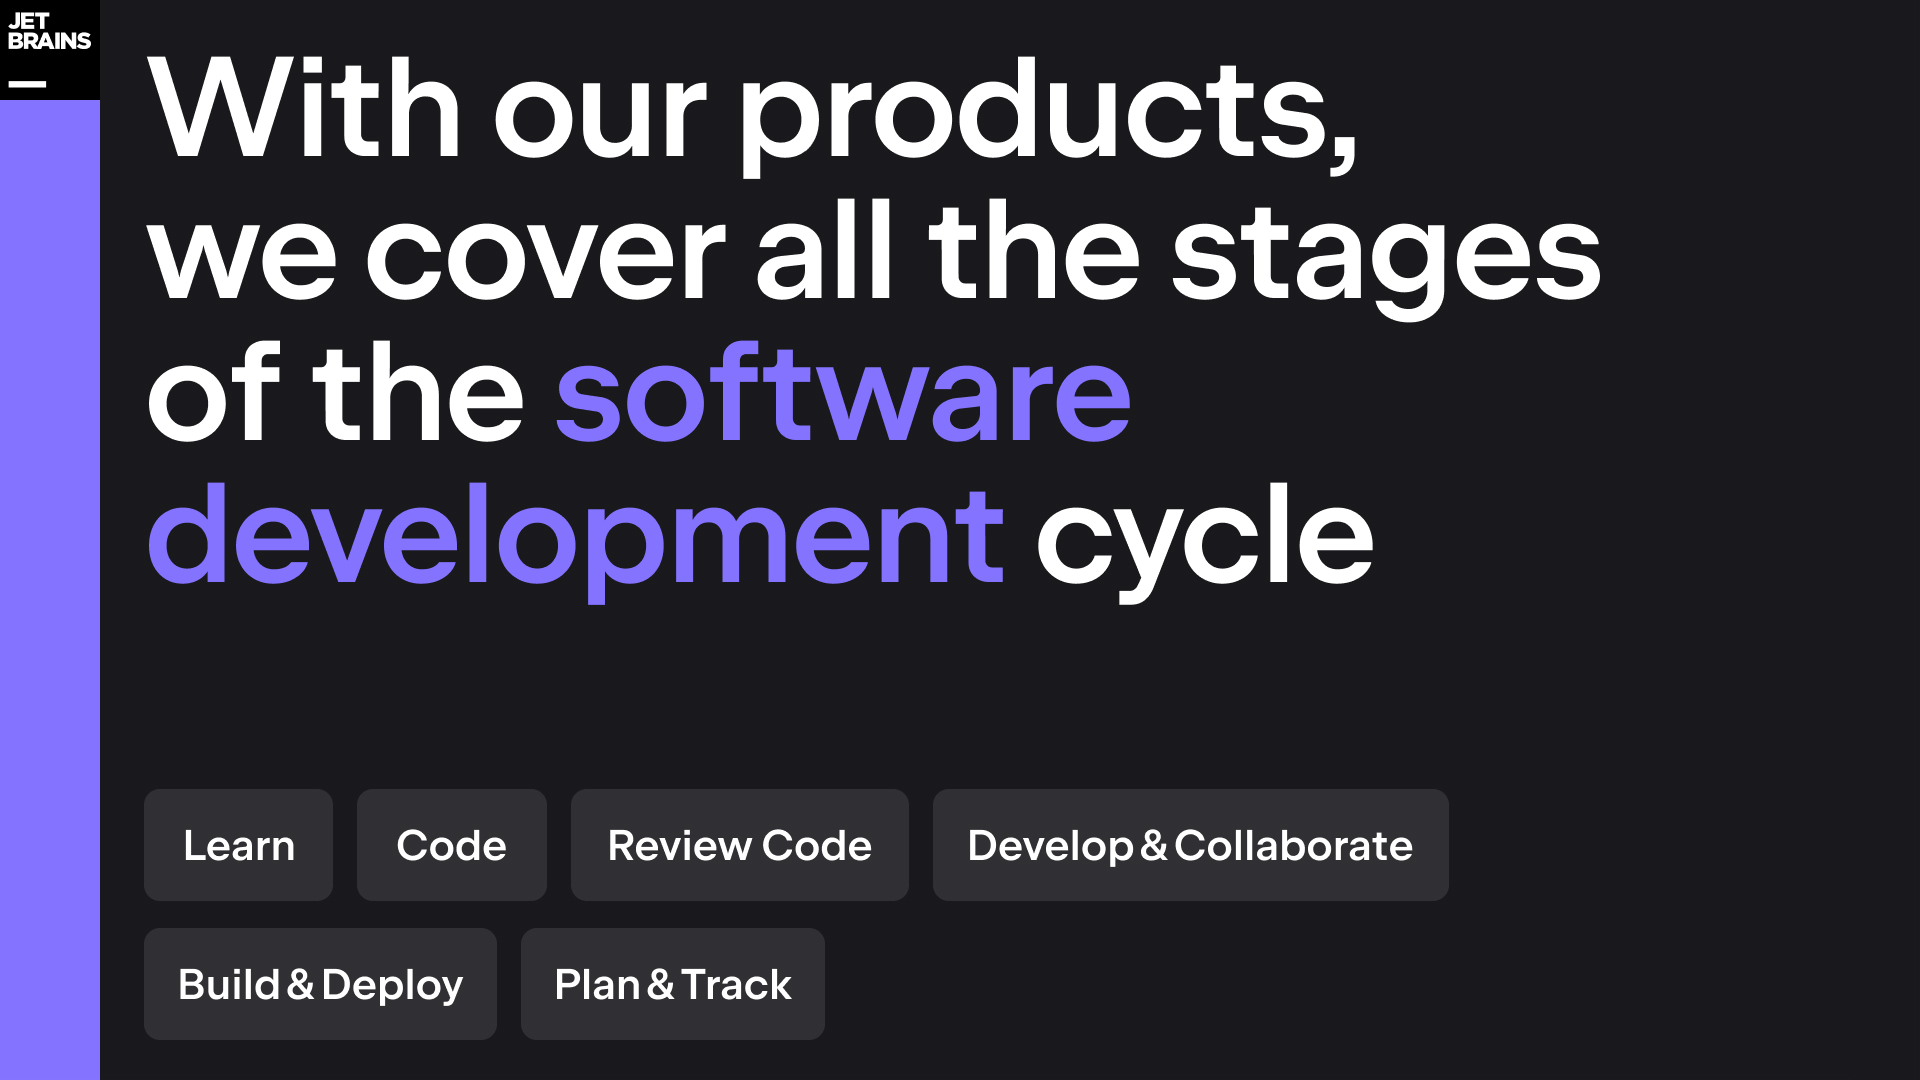 JET
BRAINS
With our products,
we cover all the stages
of the software
development cycle
Learn
Code
Review Code
Develop & Collaborate
Build & Deploy
Plan & Track